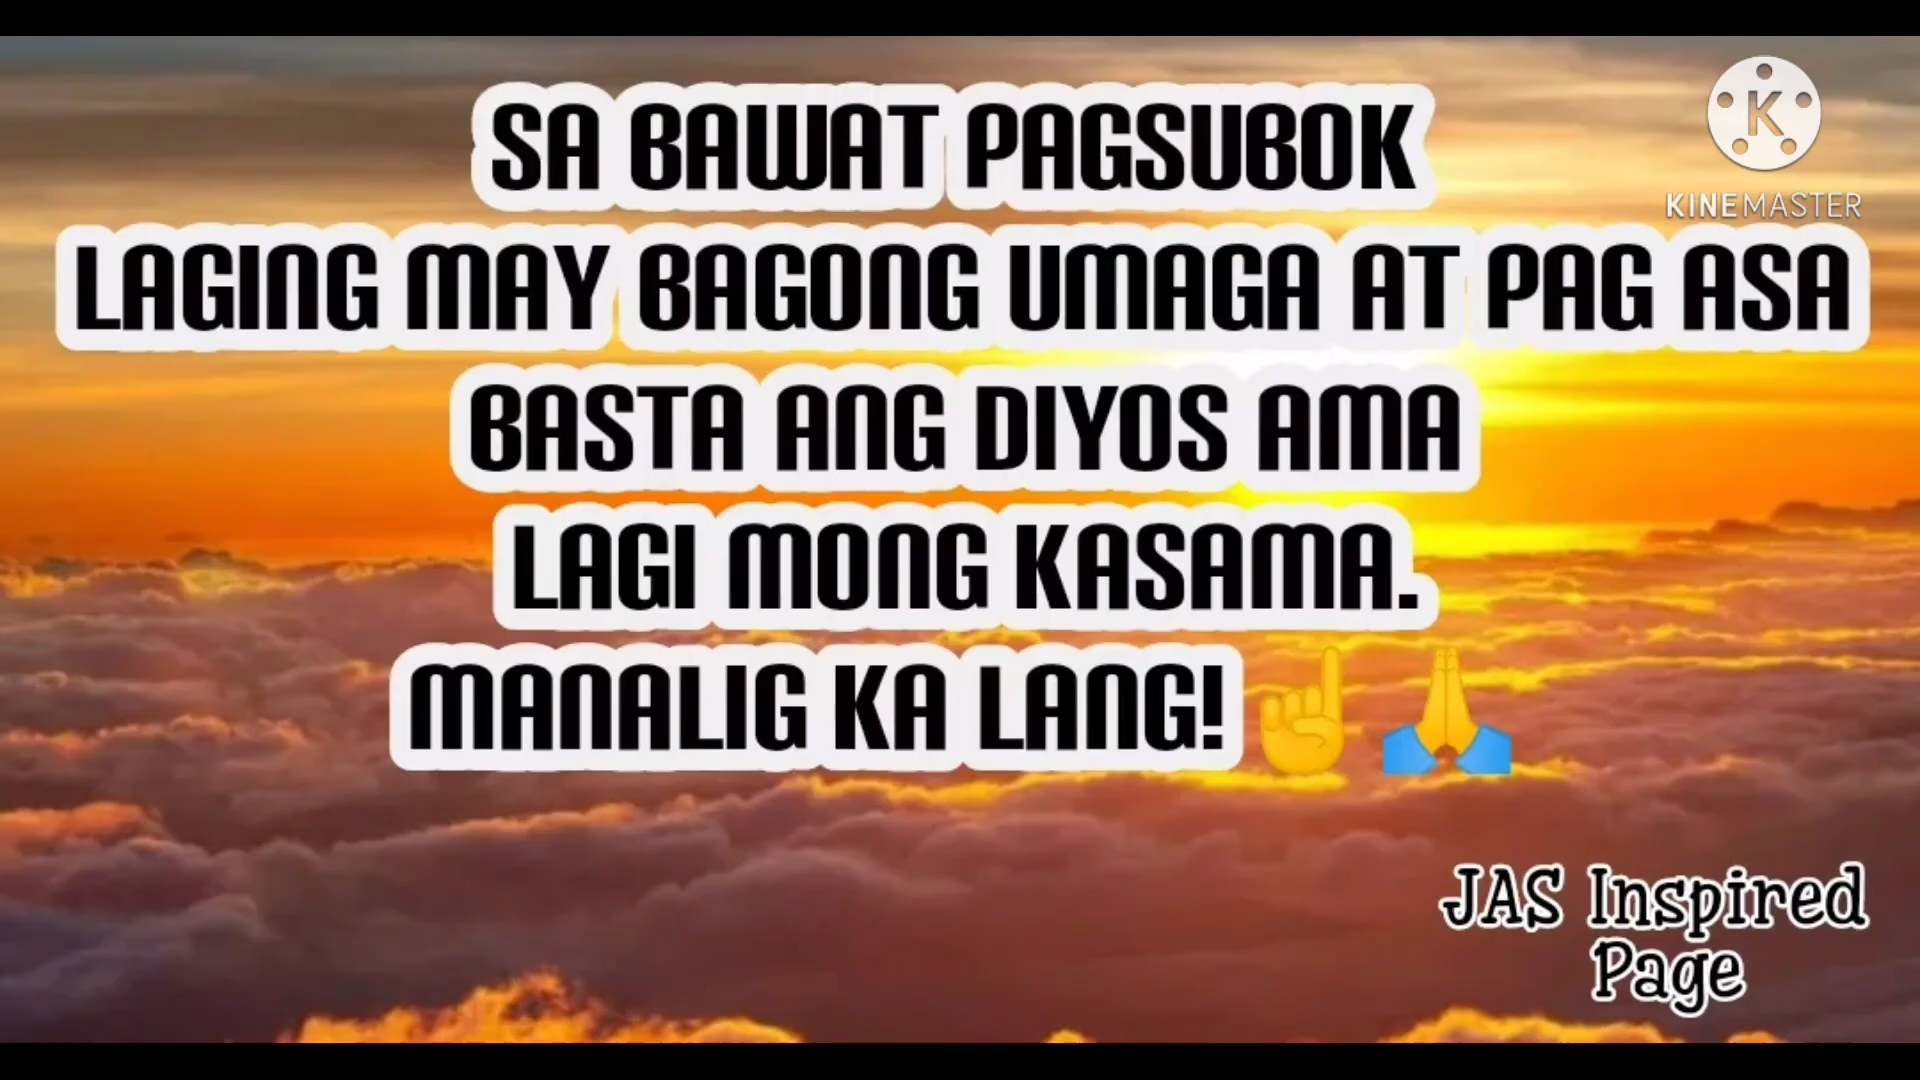 SA BAWAT PAGSUBOK
LAGING MAY BAGONG UMAGA AT PAG ASA
BASTA ANG DIYOS AMA
LAGI MONG KASAMA.
MANALIG KA LANG!☝🙏
K
KINEMASTER
JAS Inspired
Page